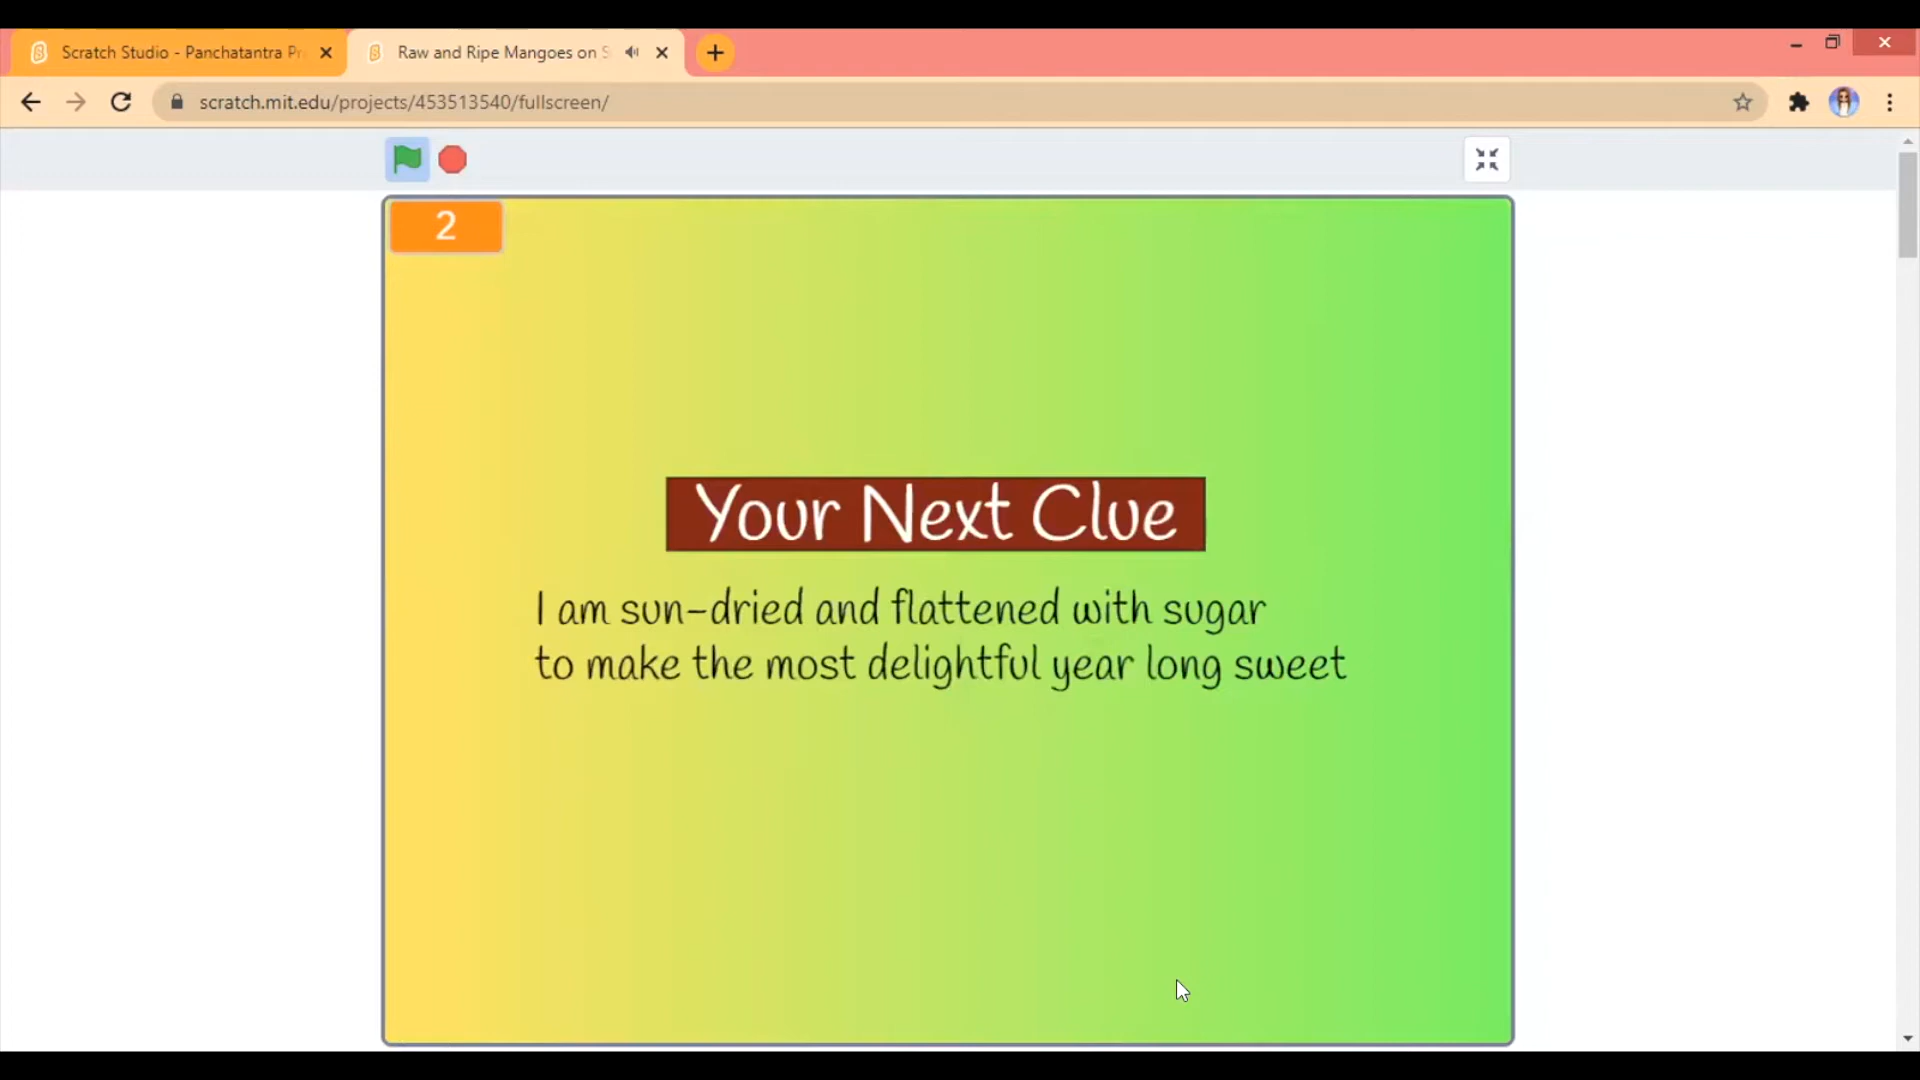 Scratch Studio - Panchatantra Pr
Raw and Ripe Mangoes on S
scratch.mit.edu/projects/453513540/fullscreen/
2
Your Next Clue
I am sun-dried and flattened with sugar
to make the most delightful year long sweet